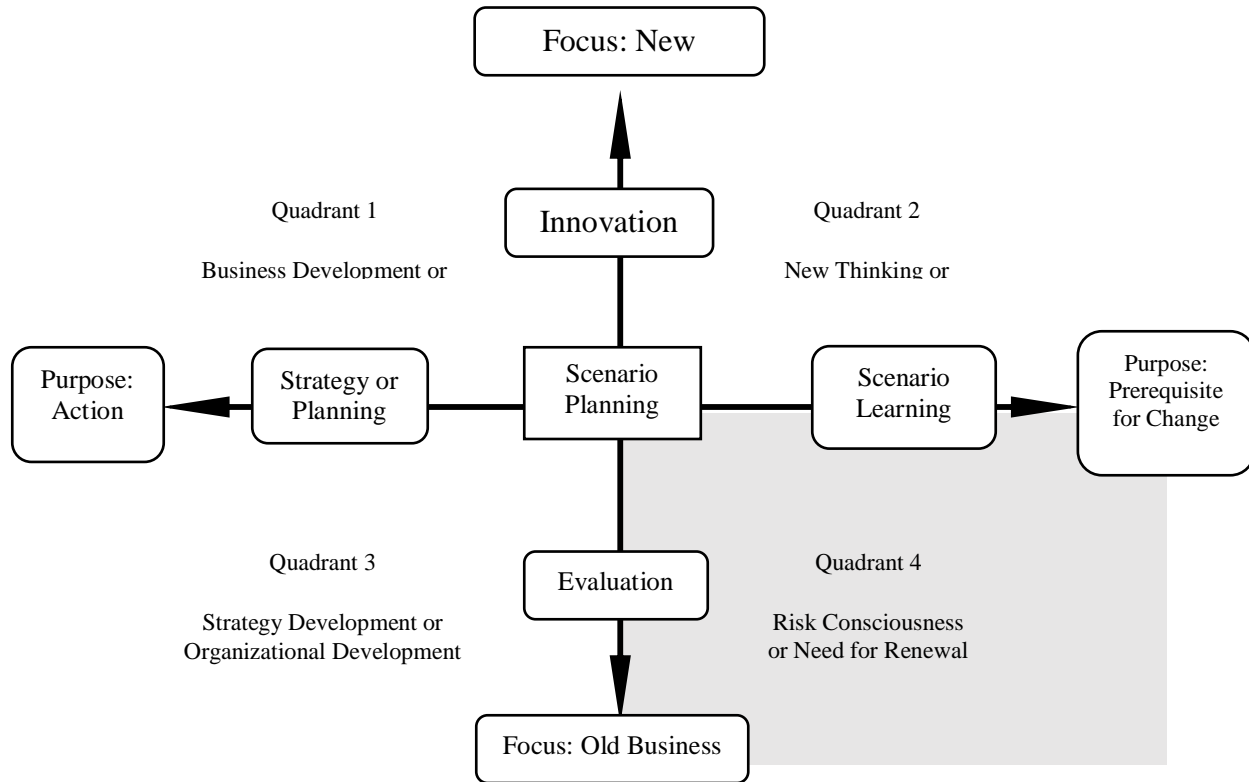 Focus: New
Innovation
Quadrant 1
Business Development or
Quadrant 2
New Thinking or
Purpose:
Action
Strategy or
Planning
Scenario
Planning
Scenario
Learning
Purpose:
Prerequisite
for Change
Quadrant 3
Strategy Development or
Organizational Development
Evaluation
Quadrant 4
Risk Consciousness
or Need for Renewal
Focus: Old Business